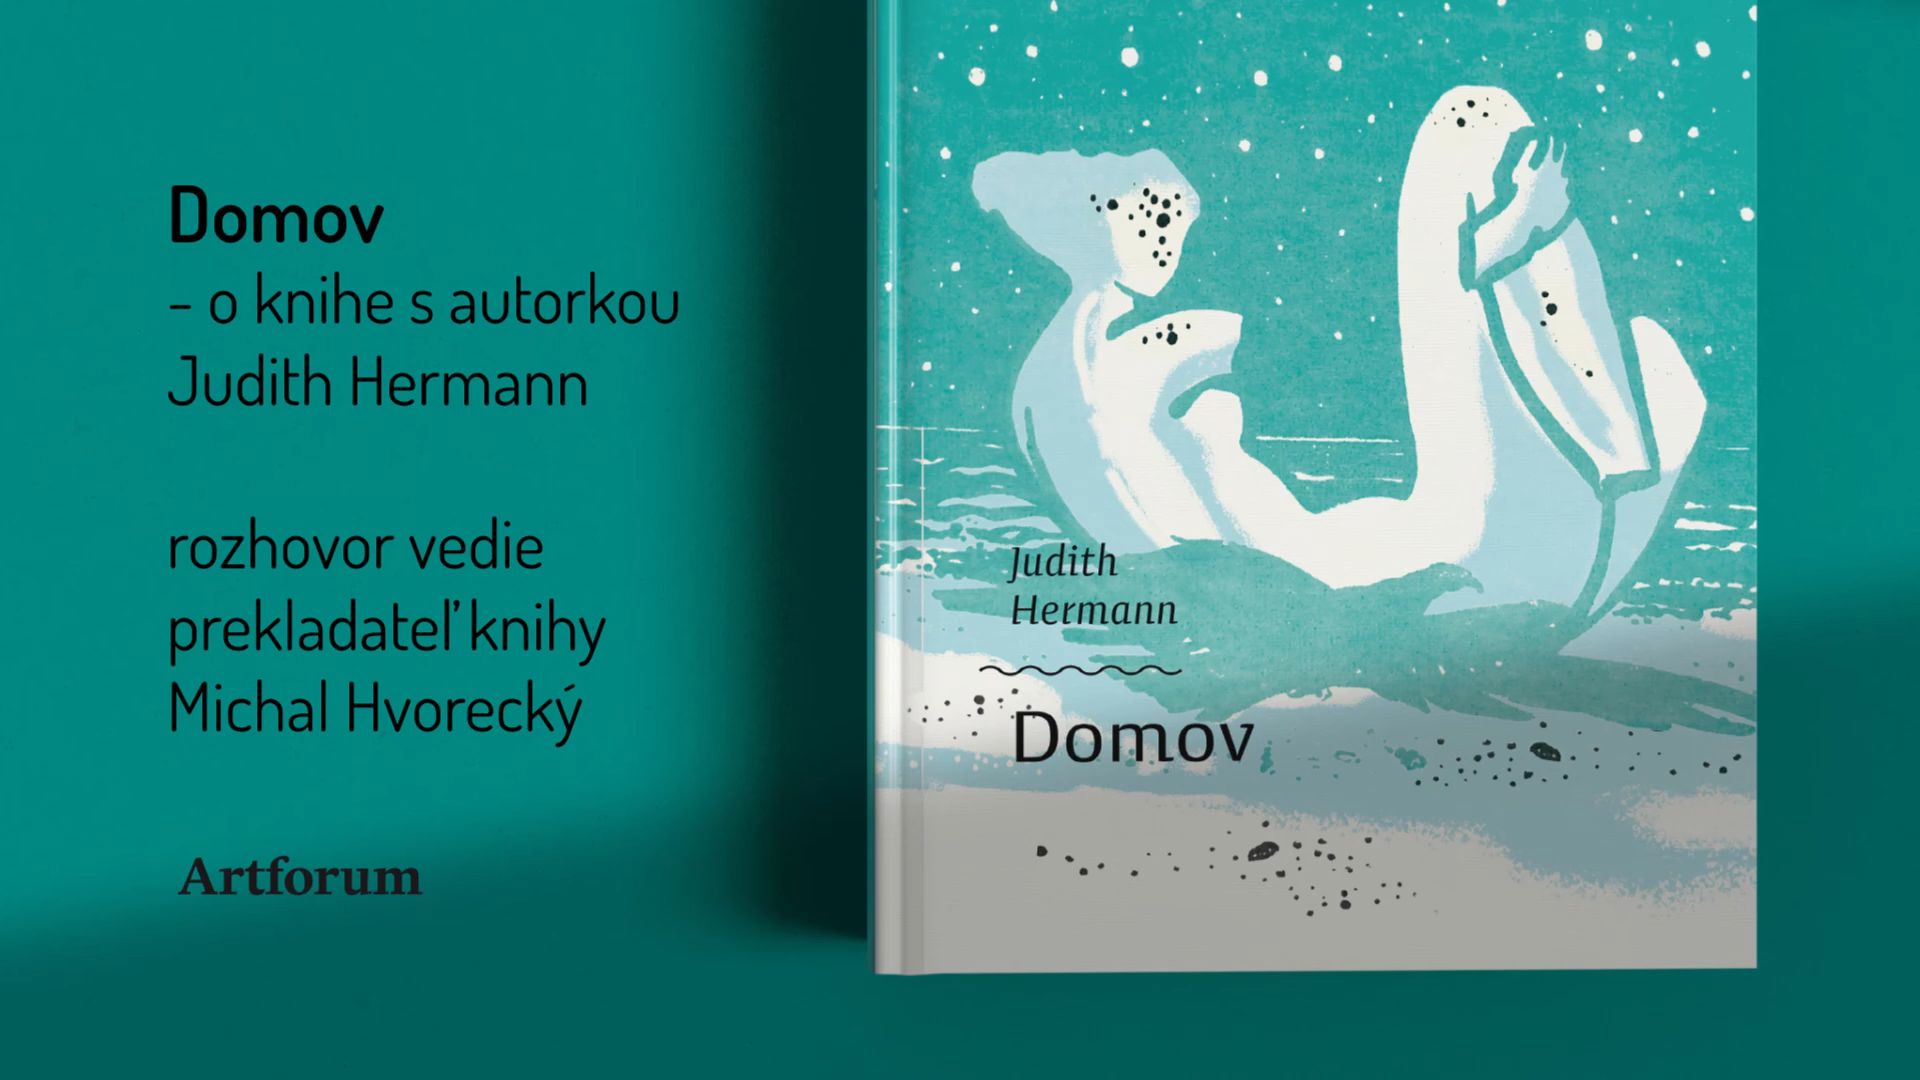 Domov
– o knihe s autorkou
Judith Hermann
rozhovor vedie
prekladateľ knihy
Michal Hvorecký
Artforum
Judith
Hermann
Domov